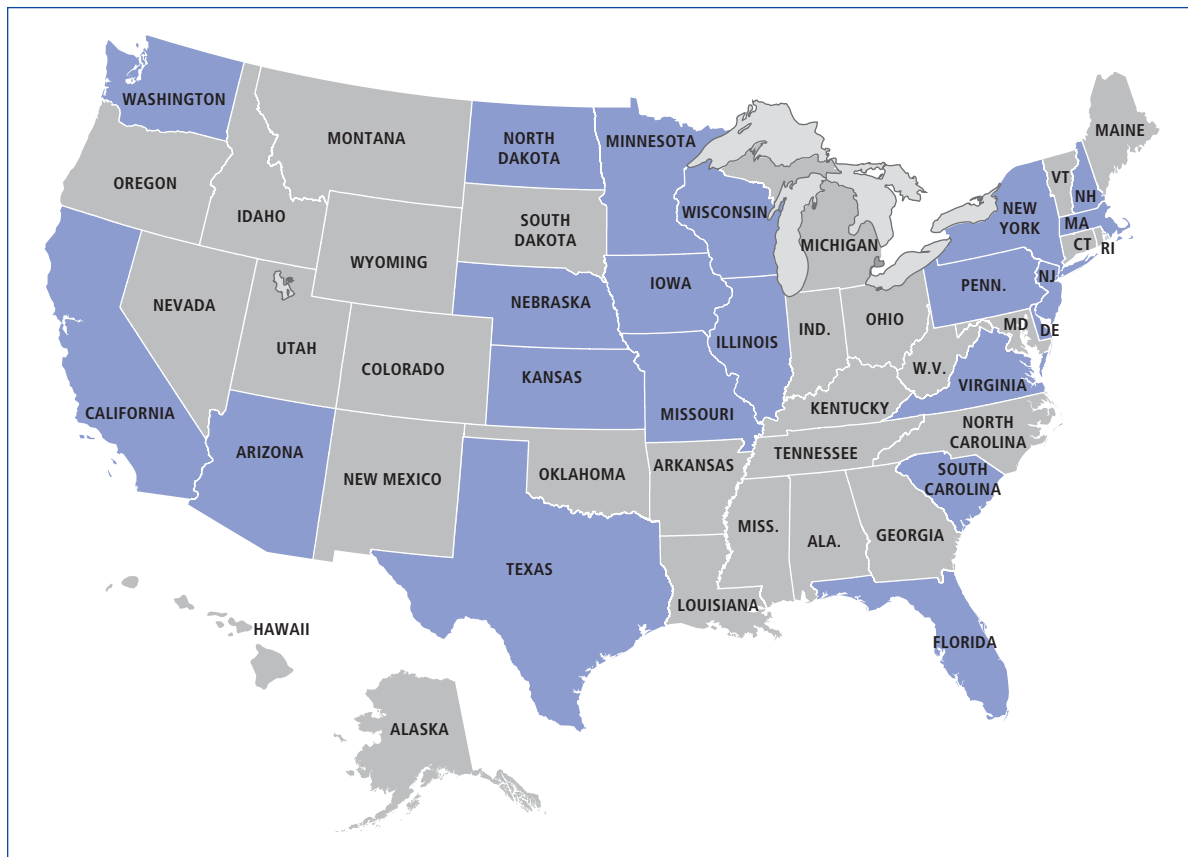 WASHINGTON
MONTANA
NORTH
DAKOTA
MINNESOTA
MAINE
OREGON
IDAHO
SOUTH
DAKOTA
WISCONSIN
MICHIGAN
VT
NH
NEW
YORK
MA
CT
RI
WYOMING
NEVADA
UTAH
COLORADO
NEBRASKA
IOWA
ILLINOIS
IND.
OHIO
PENN.
NJ
MD
DE
W.V.
VIRGINIA
CALIFORNIA
ARIZONA
NEW MEXICO
KANSAS
MISSOURI
KENTUCKY
NORTH
CAROLINA
TENNESSEE
SOUTH
CAROLINA
OKLAHOMA
ARKANSAS
MISS.
ALA.
GEORGIA
TEXAS
LOUISIANA
FLORIDA
HAWAII
ALASKA